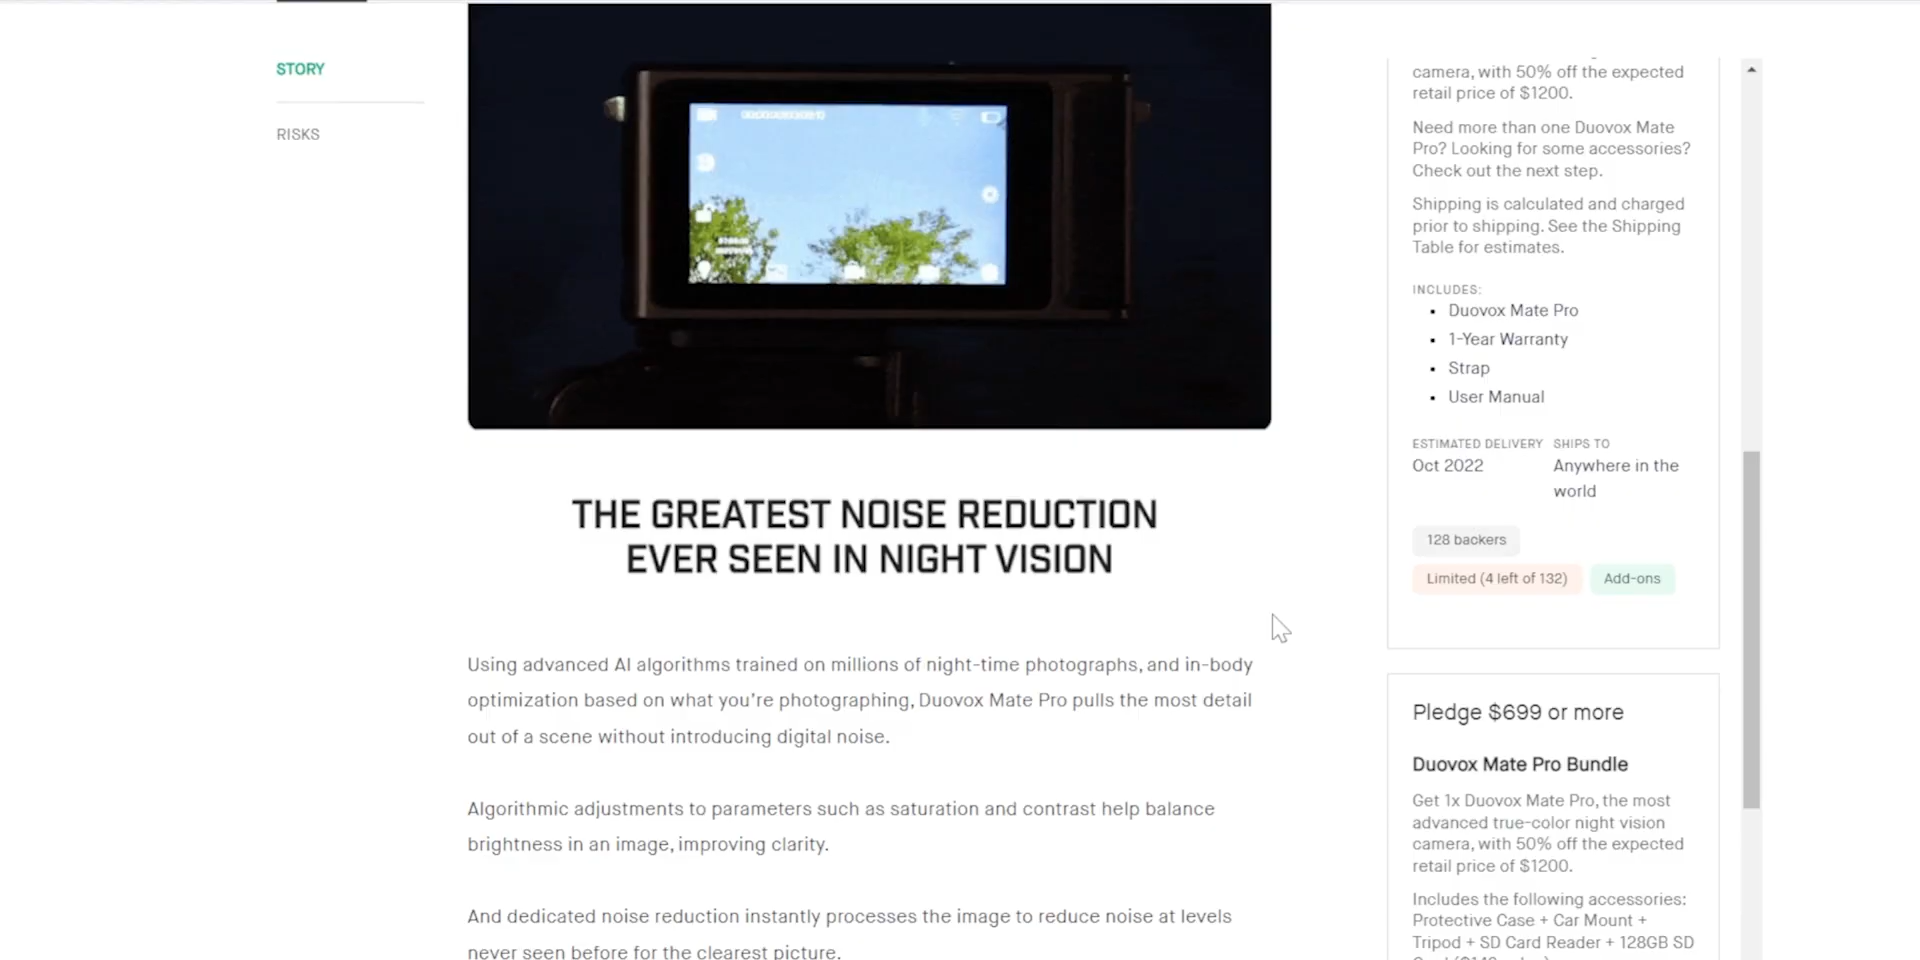 STORY
RISKS
THE GREATEST NOISE REDUCTION
EVER SEEN IN NIGHT VISION
Using advanced AI algorithms trained on millions of night-time photographs, and in-body
optimization based on what you're photographing, Duovox Mate Pro pulls the most detail
out of a scene without introducing digital noise.
Algorithmic adjustments to parameters such as saturation and contrast help balance
brightness in an image, improving clarity.
And dedicated noise reduction instantly processes the image to reduce noise at levels
never seen before for the clearest picture.
camera, with 50% off the expected
retail price of $1200.
Need more than one Duovox Mate
Pro? Looking for some accessories?
Check out the next step.
Shipping is calculated and charged
prior to shipping. See the Shipping
Table for estimates.
INCLUDES:
• Duovox Mate Pro
• 1-Year Warranty
• Strap
• User Manual
ESTIMATED DELIVERY
Oct 2022
SHIPS TO
Anywhere in the
world
128 backers
Limited (4 left of 132)
Add-ons
Pledge $699 or more
Duovox Mate Pro Bundle
Get 1x Duovox Mate Pro, the most
advanced true-color night vision
camera, with 50% off the expected
retail price of $1200.
Includes the following accessories:
Protective Case + Car Mount +
Tripod + SD Card Reader + 128GB SD